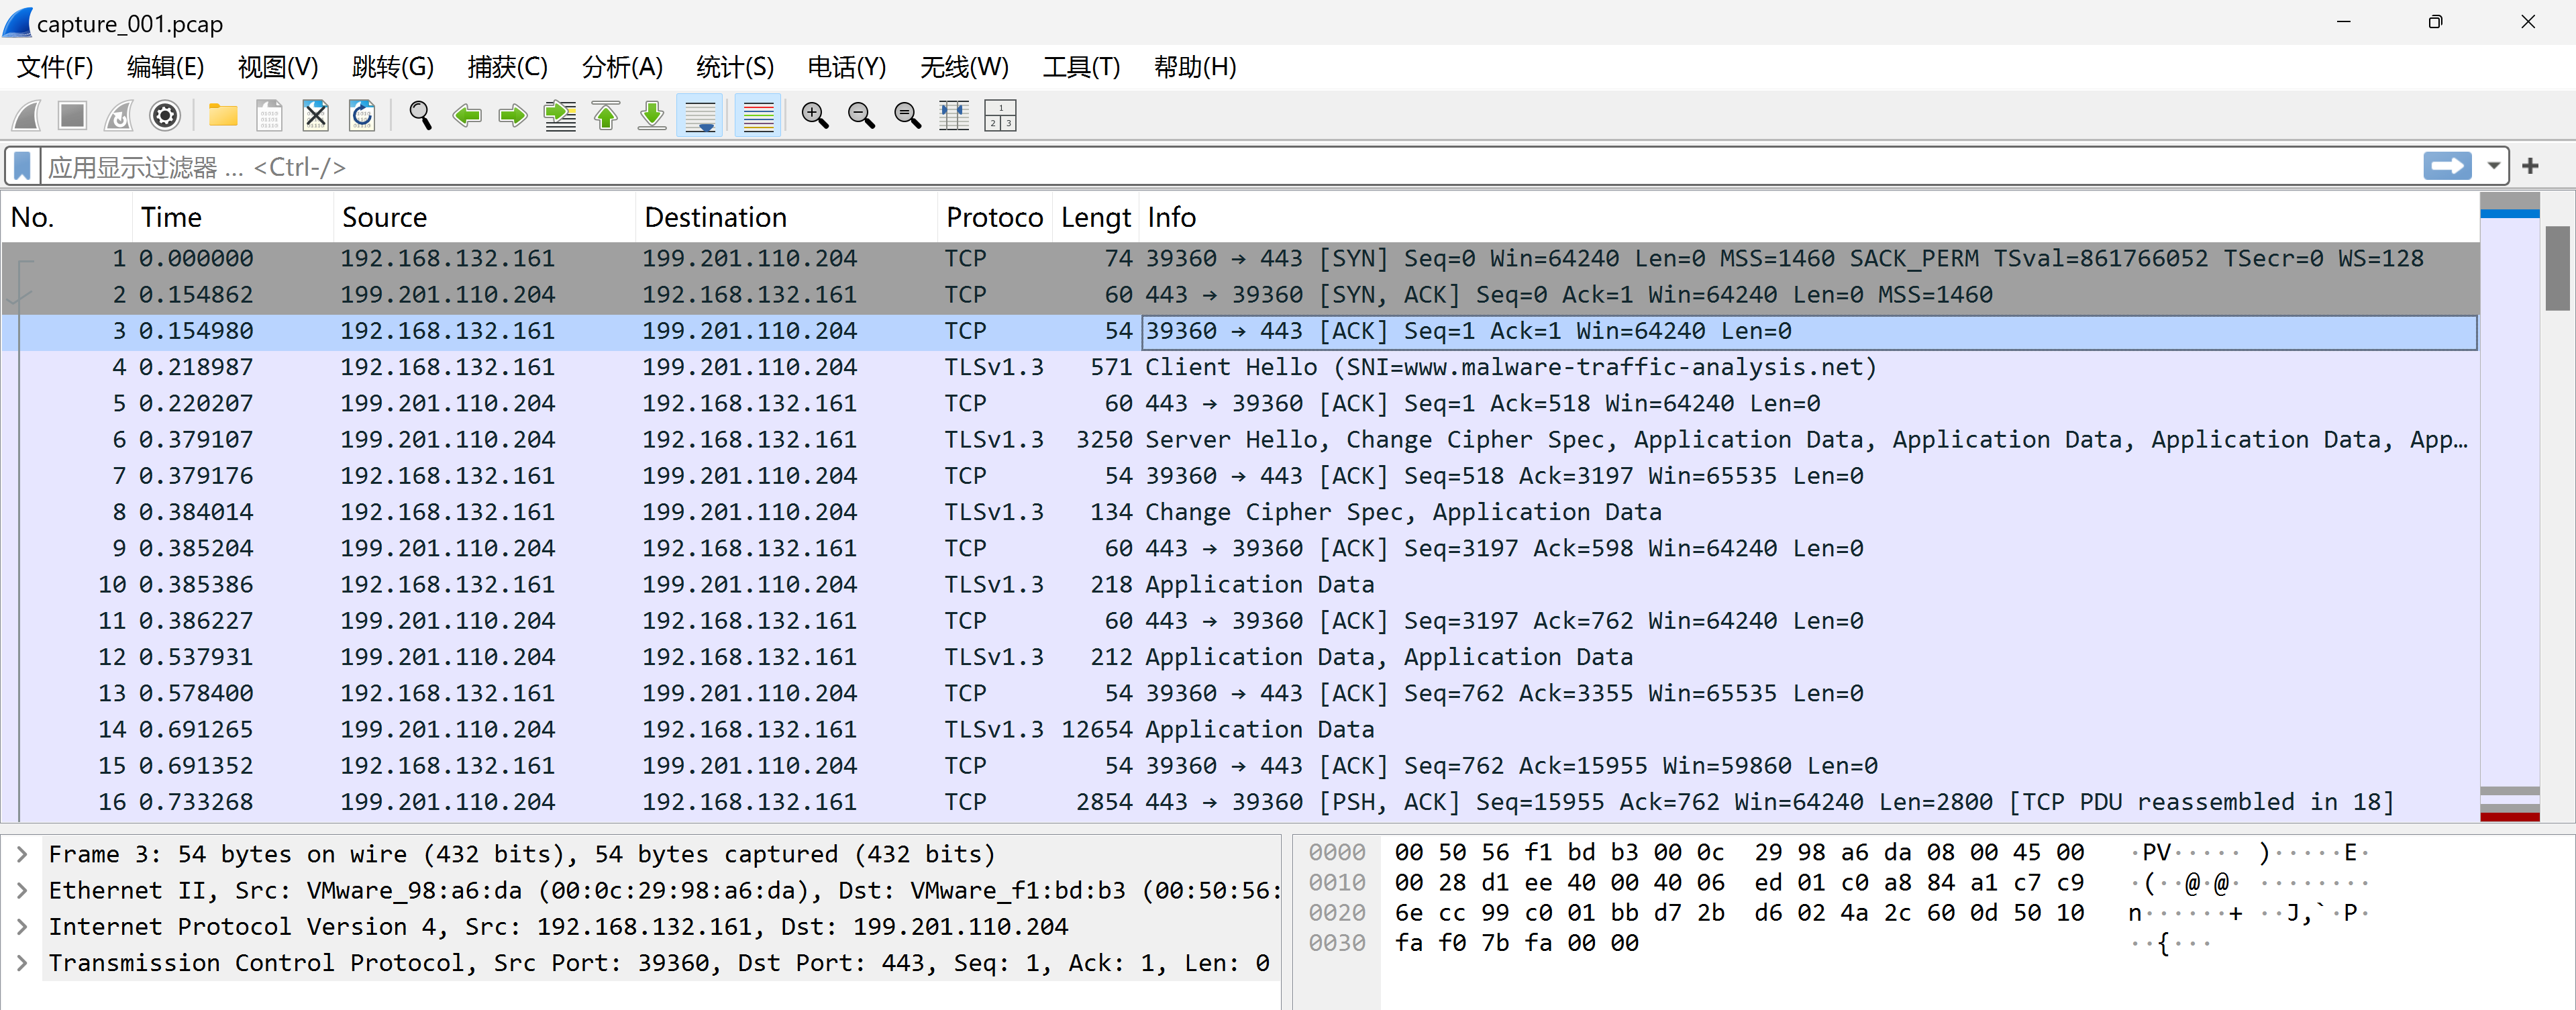 capture_001.pcap
文件(F) 编辑(E) 视图(V) 跳转(G) 捕获(C) 分析(A) 统计(S) 电话(Y) 无线(W) 工具(T) 帮助(H)
应用显示过滤器 … <Ctrl-/>
No. Time Source Destination Protoco Lengt Info
1 0.000000 192.168.132.161 199.201.110.204 TCP 74 39360 → 443 [SYN] Seq=0 Win=64240 Len=0 MSS=1460 SACK_PERM TSval=861766052 TSecr=0 WS=128
2 0.154862 199.201.110.204 192.168.132.161 TCP 60 443 → 39360 [SYN, ACK] Seq=0 Ack=1 Win=64240 Len=0 MSS=1460
3 0.154980 192.168.132.161 199.201.110.204 TCP 54 39360 → 443 [ACK] Seq=1 Ack=1 Win=64240 Len=0
4 0.218987 192.168.132.161 199.201.110.204 TLSv1.3 571 Client Hello (SNI=www.malware-traffic-analysis.net)
5 0.220207 199.201.110.204 192.168.132.161 TCP 60 443 → 39360 [ACK] Seq=1 Ack=518 Win=64240 Len=0
6 0.379107 199.201.110.204 192.168.132.161 TLSv1.3 3250 Server Hello, Change Cipher Spec, Application Data, Application Data, Application Data, App…
7 0.379176 192.168.132.161 199.201.110.204 TCP 54 39360 → 443 [ACK] Seq=518 Ack=3197 Win=65535 Len=0
8 0.384014 192.168.132.161 199.201.110.204 TLSv1.3 134 Change Cipher Spec, Application Data
9 0.385204 199.201.110.204 192.168.132.161 TCP 60 443 → 39360 [ACK] Seq=3197 Ack=598 Win=64240 Len=0
10 0.385386 192.168.132.161 199.201.110.204 TLSv1.3 218 Application Data
11 0.386227 199.201.110.204 192.168.132.161 TCP 60 443 → 39360 [ACK] Seq=3197 Ack=762 Win=64240 Len=0
12 0.537931 199.201.110.204 192.168.132.161 TLSv1.3 212 Application Data, Application Data
13 0.578400 192.168.132.161 199.201.110.204 TCP 54 39360 → 443 [ACK] Seq=762 Ack=3355 Win=65535 Len=0
14 0.691265 199.201.110.204 192.168.132.161 TLSv1.3 12654 Application Data
15 0.691352 192.168.132.161 199.201.110.204 TCP 54 39360 → 443 [ACK] Seq=762 Ack=15955 Win=59860 Len=0
16 0.733268 199.201.110.204 192.168.132.161 TCP 2854 443 → 39360 [PSH, ACK] Seq=15955 Ack=762 Win=64240 Len=2800 [TCP PDU reassembled in 18]
Frame 3: 54 bytes on wire (432 bits), 54 bytes captured (432 bits)
Ethernet II, Src: VMware_98:a6:da (00:0c:29:98:a6:da), Dst: VMware_f1:bd:b3 (00:50:56:
Internet Protocol Version 4, Src: 192.168.132.161, Dst: 199.201.110.204
Transmission Control Protocol, Src Port: 39360, Dst Port: 443, Seq: 1, Ack: 1, Len: 0
0000 00 50 56 f1 bd b3 00 0c 29 98 a6 da 08 00 45 00 ·PV····· )·····E·
0010 00 28 d1 ee 40 00 40 06 ed 01 c0 a8 84 a1 c7 c9 ·(··@·@· ········
0020 6e cc 99 c0 01 bb d7 2b d6 02 4a 2c 60 0d 50 10 n······+ ··J,`·P·
0030 fa f0 7b fa 00 00 ··{···